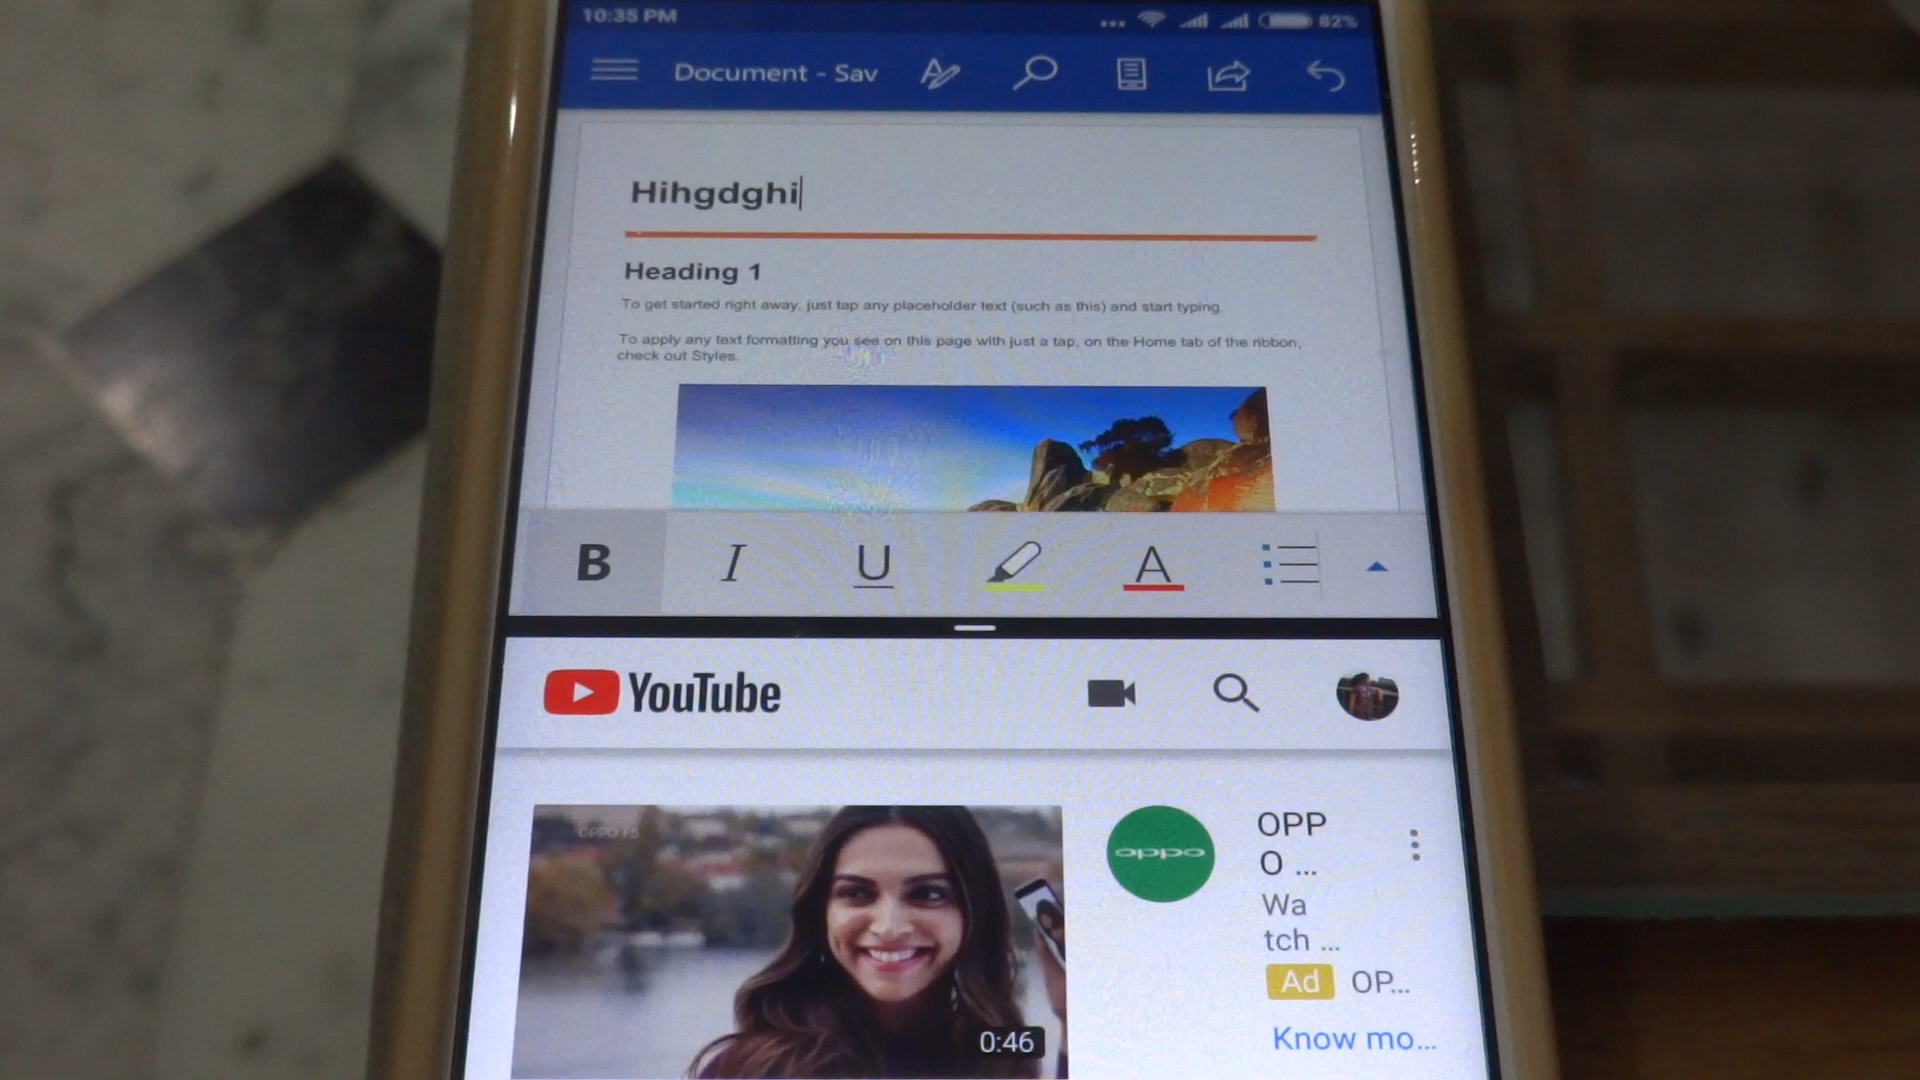 10:35 PM
82%
Document - Sav
Hihgdghi
Heading 1
To get started right away, just tap any placeholder text (such as this) and start typing.
To apply any text formatting you see on this page with just a tap, on the Home tab of the ribbon,
check out Styles.
B I U A
YouTube
OPPO F5
oppo
OPP
O ...
Wa
tch ...
Ad OP...
0:46
Know mo...